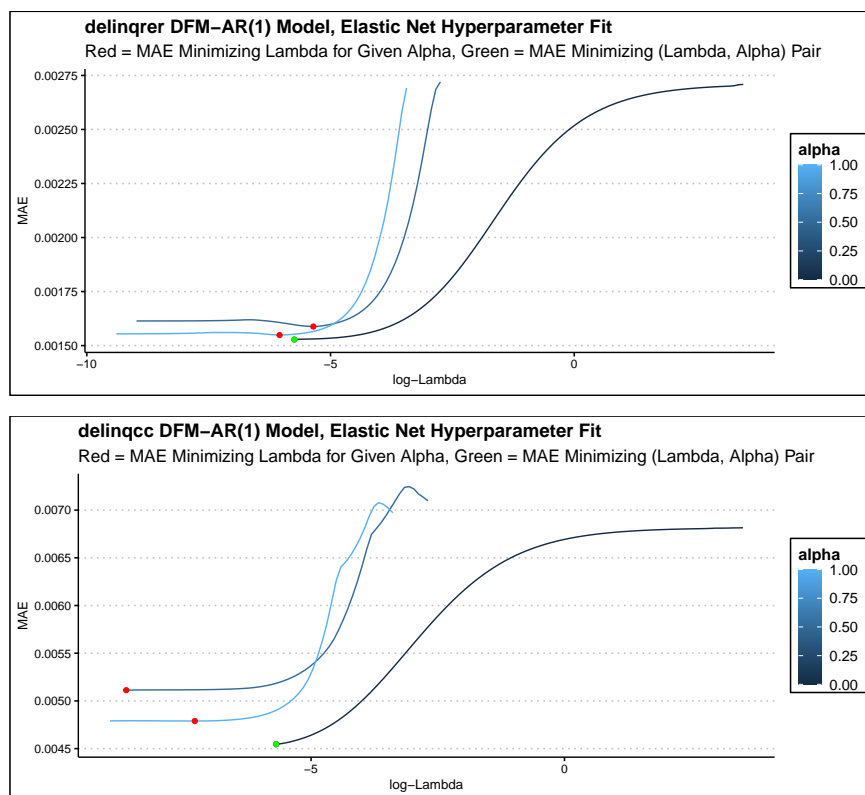 delinqrer DFM−AR(1) Model, Elastic Net Hyperparameter Fit
Red = MAE Minimizing Lambda for Given Alpha, Green = MAE Minimizing (Lambda, Alpha) Pair
0.00275
0.00250
0.00225
0.00200
0.00175
0.00150
MAE
−10
−5
0
log−Lambda
alpha
1.00
0.75
0.50
0.25
0.00
delinqcc DFM−AR(1) Model, Elastic Net Hyperparameter Fit
Red = MAE Minimizing Lambda for Given Alpha, Green = MAE Minimizing (Lambda, Alpha) Pair
0.0070
0.0065
0.0060
0.0055
0.0050
0.0045
MAE
−5
0
log−Lambda
alpha
1.00
0.75
0.50
0.25
0.00